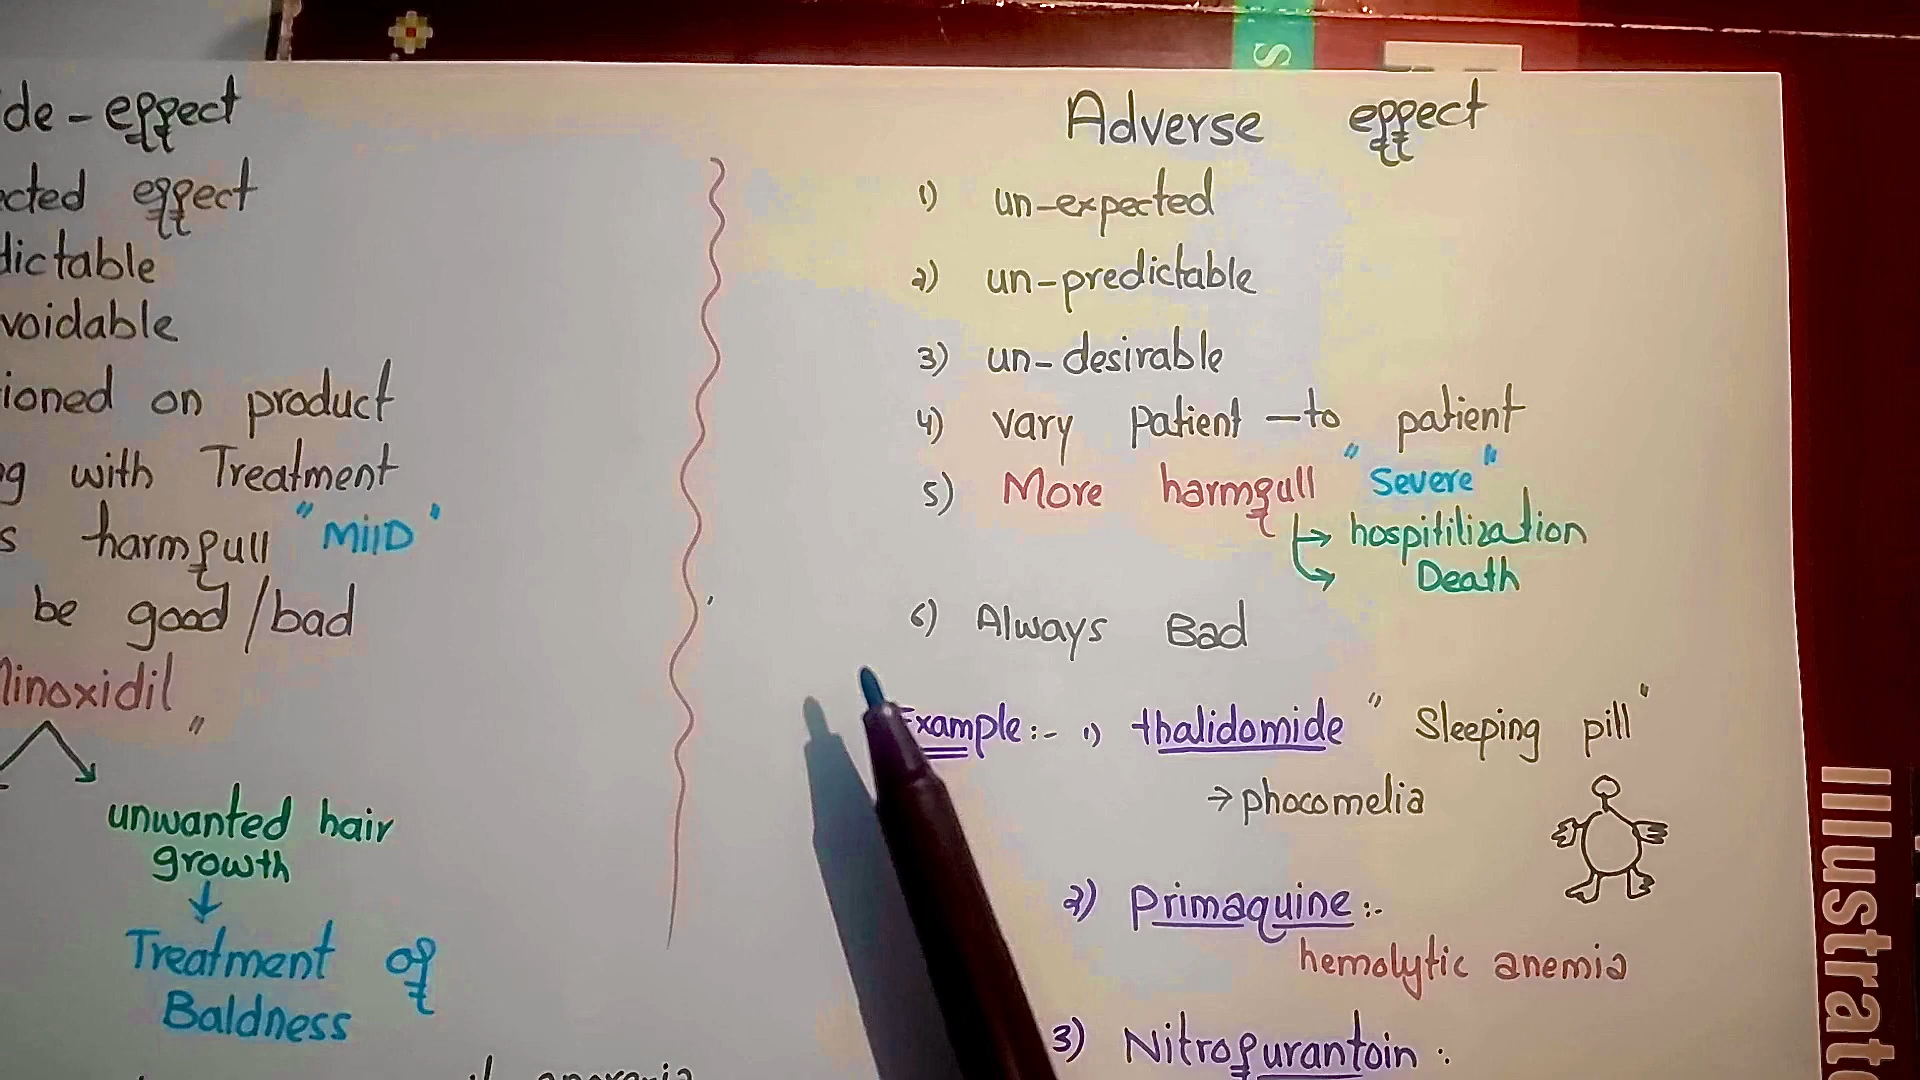 de-effect
cted effect
dictable
voidable
ioned on product
g with Treatment
s harmfull "MilD"
be good/bad
Minoxidil"
unwanted hair
growth
Treatment of
Baldness
Adverse effect
1) un-expected
2) un-predictable
3) un-desirable
4) vary patient-to patient
5) More harmfull "Severe"
hospitilization
Death
6) Always Bad
Example:- 1) thalidomide "Sleeping pill"
→ phocomelia
2) Primaquine:-
hemolytic anemia
3) Nitrofurantoin:
S
Illustrat